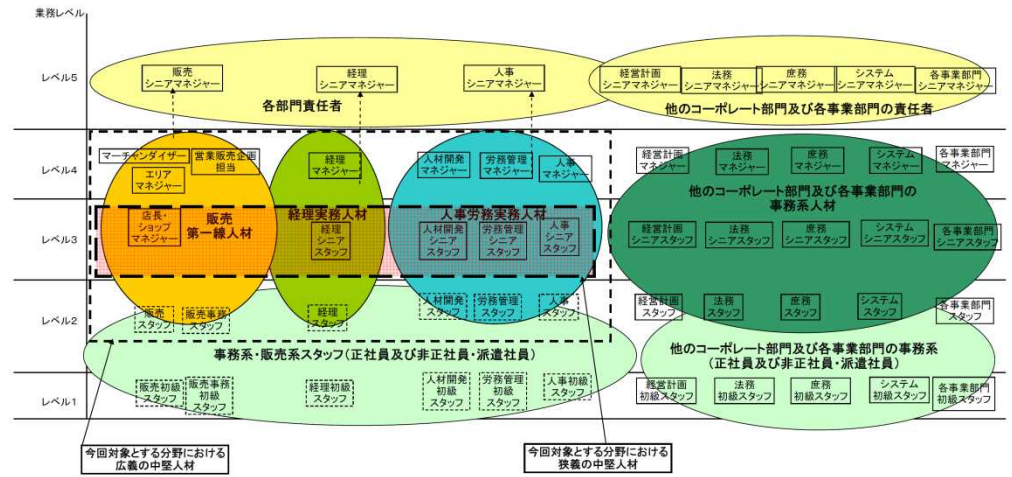 業務レベル
レベル5
販売
シニアマネジャー
経理
シニアマネジャー
人事
シニアマネジャー
経営計画
シニアマネジャー
法務
シニアマネジャー
庶務
シニアマネジャー
システム
シニアマネジャー
各事業部門
シニアマネジャー
各部門責任者
他のコーポレート部門及び各事業部門の責任者
レベル4
マーチャンダイザー
営業販売企画
担当
エリア
マネジャー
経理
マネジャー
人材開発
マネジャー
労務管理
マネジャー
人事
マネジャー
経営計画
マネジャー
法務
マネジャー
庶務
マネジャー
システム
マネジャー
各事業部門
マネジャー
他のコーポレート部門及び各事業部門の
事務系人材
レベル3
店長・
ショップ
マネジャー
販売
第一線人材
経理実務人材
経理
シニア
スタッフ
人事労務実務人材
人材開発
シニア
スタッフ
労務管理
シニア
スタッフ
人事
シニア
スタッフ
経営計画
シニアスタッフ
法務
シニアスタッフ
庶務
シニアスタッフ
システム
シニアスタッフ
各事業部門
シニアスタッフ
レベル2
販売
スタッフ
販売事務
スタッフ
経理
スタッフ
人材開発
スタッフ
労務管理
スタッフ
人事
スタッフ
経営計画
スタッフ
法務
スタッフ
庶務
スタッフ
システム
スタッフ
各事業部門
スタッフ
事務系・販売系スタッフ(正社員及び非正社員・派遣社員)
他のコーポレート部門及び各事業部門の事務系
(正社員及び非正社員・派遣社員)
レベル1
販売初級
スタッフ
販売事務
初級
スタッフ
経理初級
スタッフ
人材開発
初級
スタッフ
労務管理
初級
スタッフ
人事初級
スタッフ
経営計画
初級スタッフ
法務
初級スタッフ
庶務
初級スタッフ
システム
初級スタッフ
各事業部門
初級スタッフ
今回対象とする分野における
広義の中堅人材
今回対象とする分野における
狭義の中堅人材